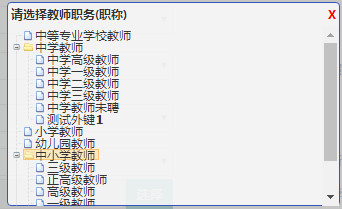 请选择教师职务(职称) X
中等专业学校教师
中学教师
中学高级教师
中学一级教师
中学二级教师
中学三级教师
中学教师未聘
测试外键1
小学教师
幼儿园教师
中小学教师
三级教师
正高级教师
高级教师
一级教师